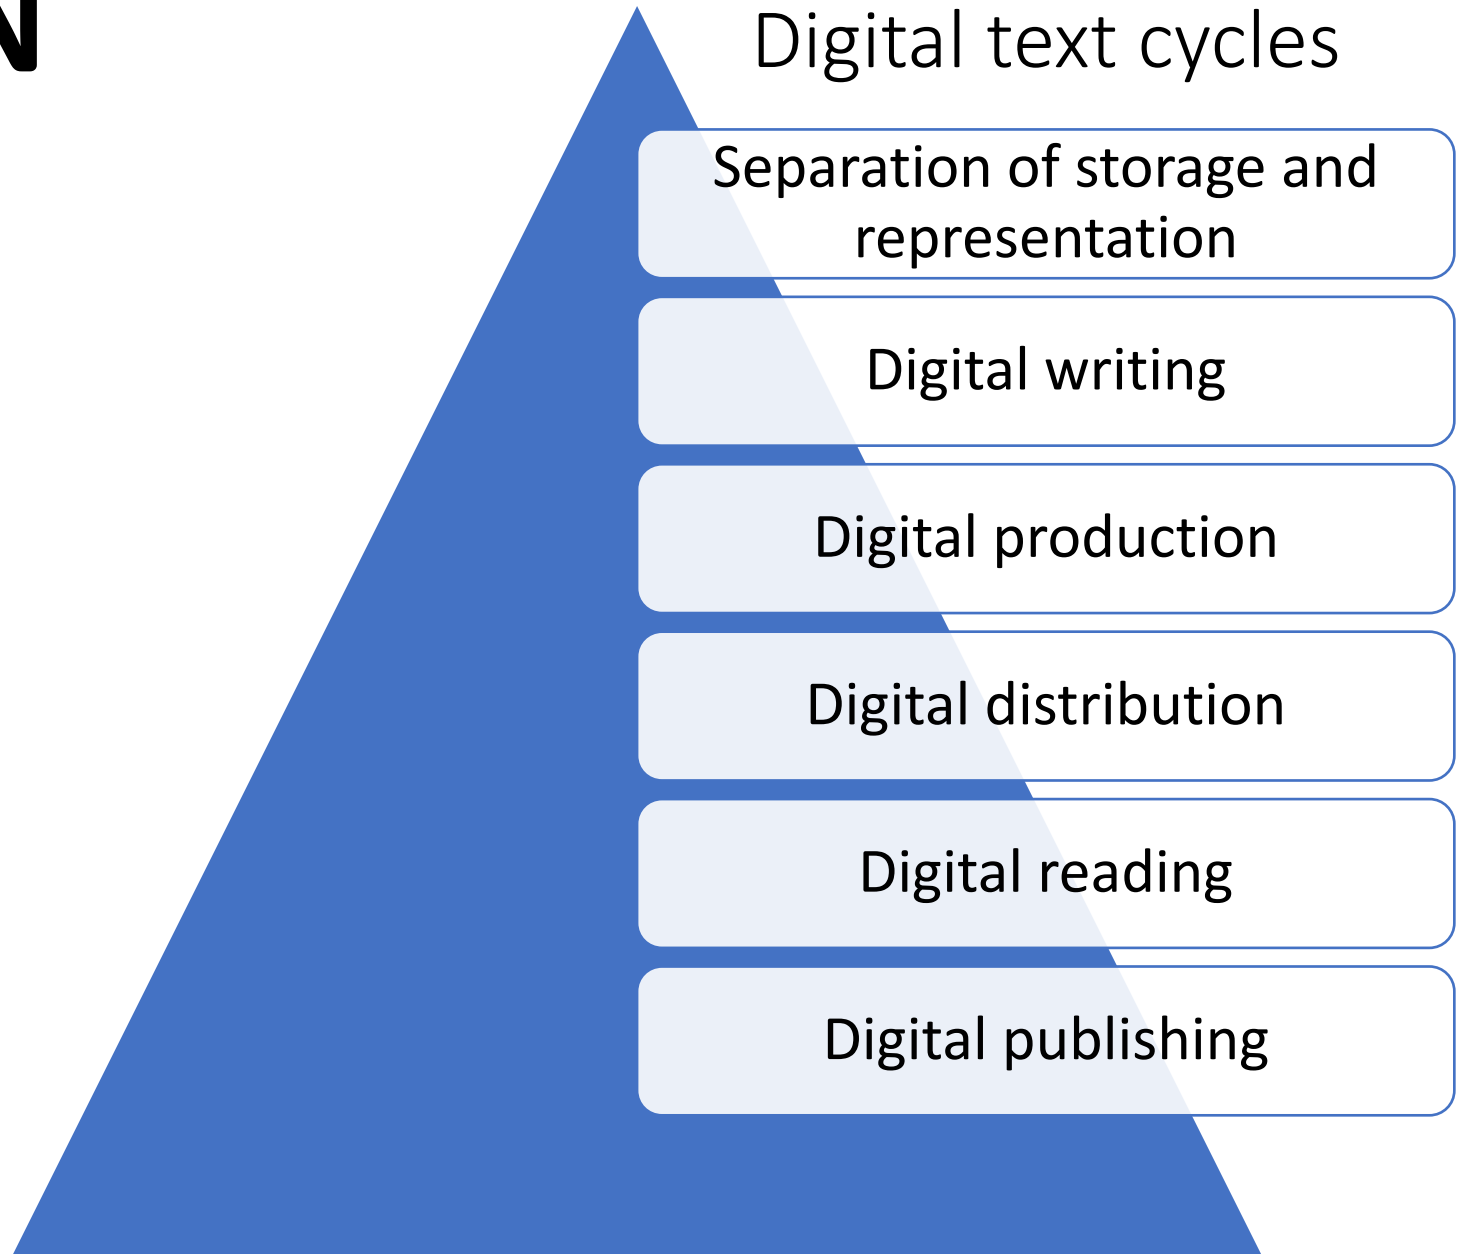 N
Digital text cycles
Separation of storage and
representation
Digital writing
Digital production
Digital distribution
Digital reading
Digital publishing